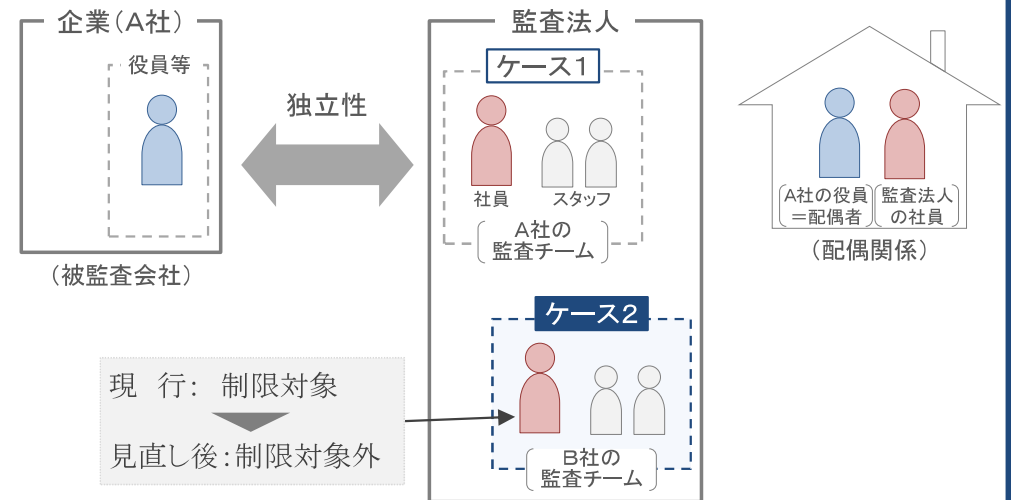 企業(A社)
役員等
(被監査会社)
独立性
監査法人
ケース1
社員
スタッフ
A社の
監査チーム
ケース2
B社の
監査チーム
現 行: 制限対象
見直し後:制限対象外
A社の役員
=配偶者
監査法人
の社員
(配偶関係)